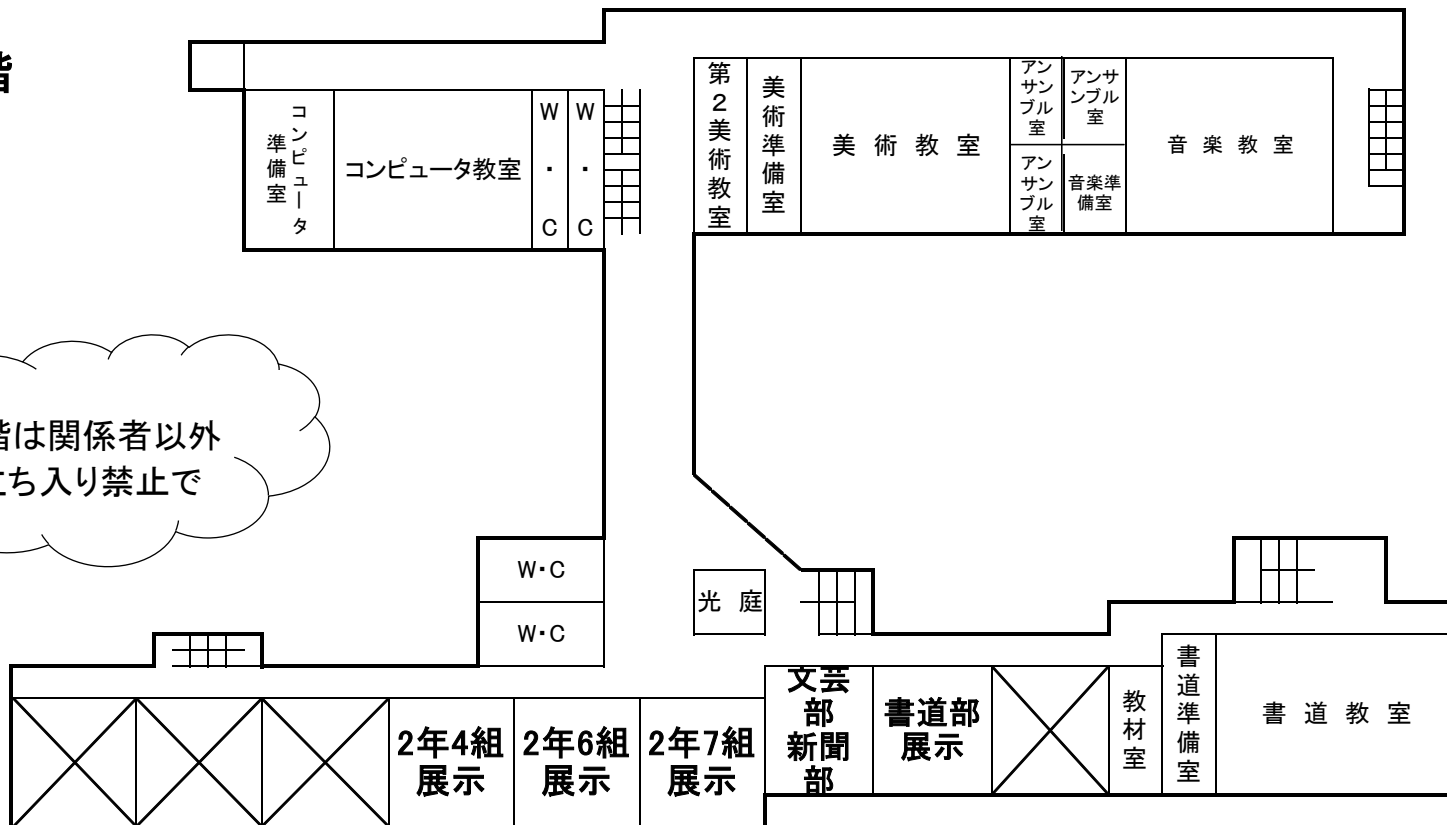 階
コンピュータ
準備室
コンピュータ教室
W・C
W・C
第2美術教室
美術準備室
美術教室
アン
サン
ブル
室
アンサ
ンブル
室
アン
サン
ブル
室
音楽準
備室
音楽教室
階は関係者以外
立ち入り禁止で
W・C
W・C
光庭
2年4組
展示
2年6組
展示
2年7組
展示
文芸
部
新聞
部
書道部
展示
教材室
書道準備室
書道教室